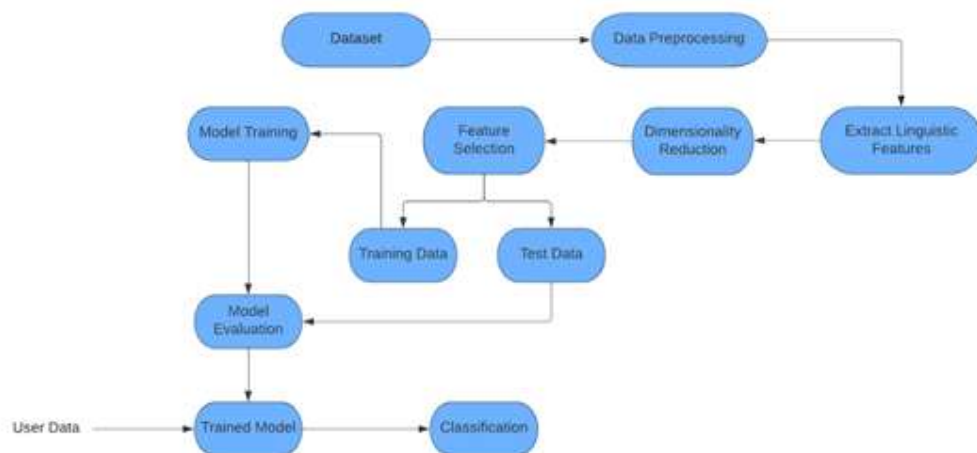 Dataset
Data Preprocessing
Model Training
Feature
Selection
Dimensionality
Reduction
Extract Linguistic
Features
Training Data
Test Data
Model
Evaluation
User Data
Trained Model
Classification